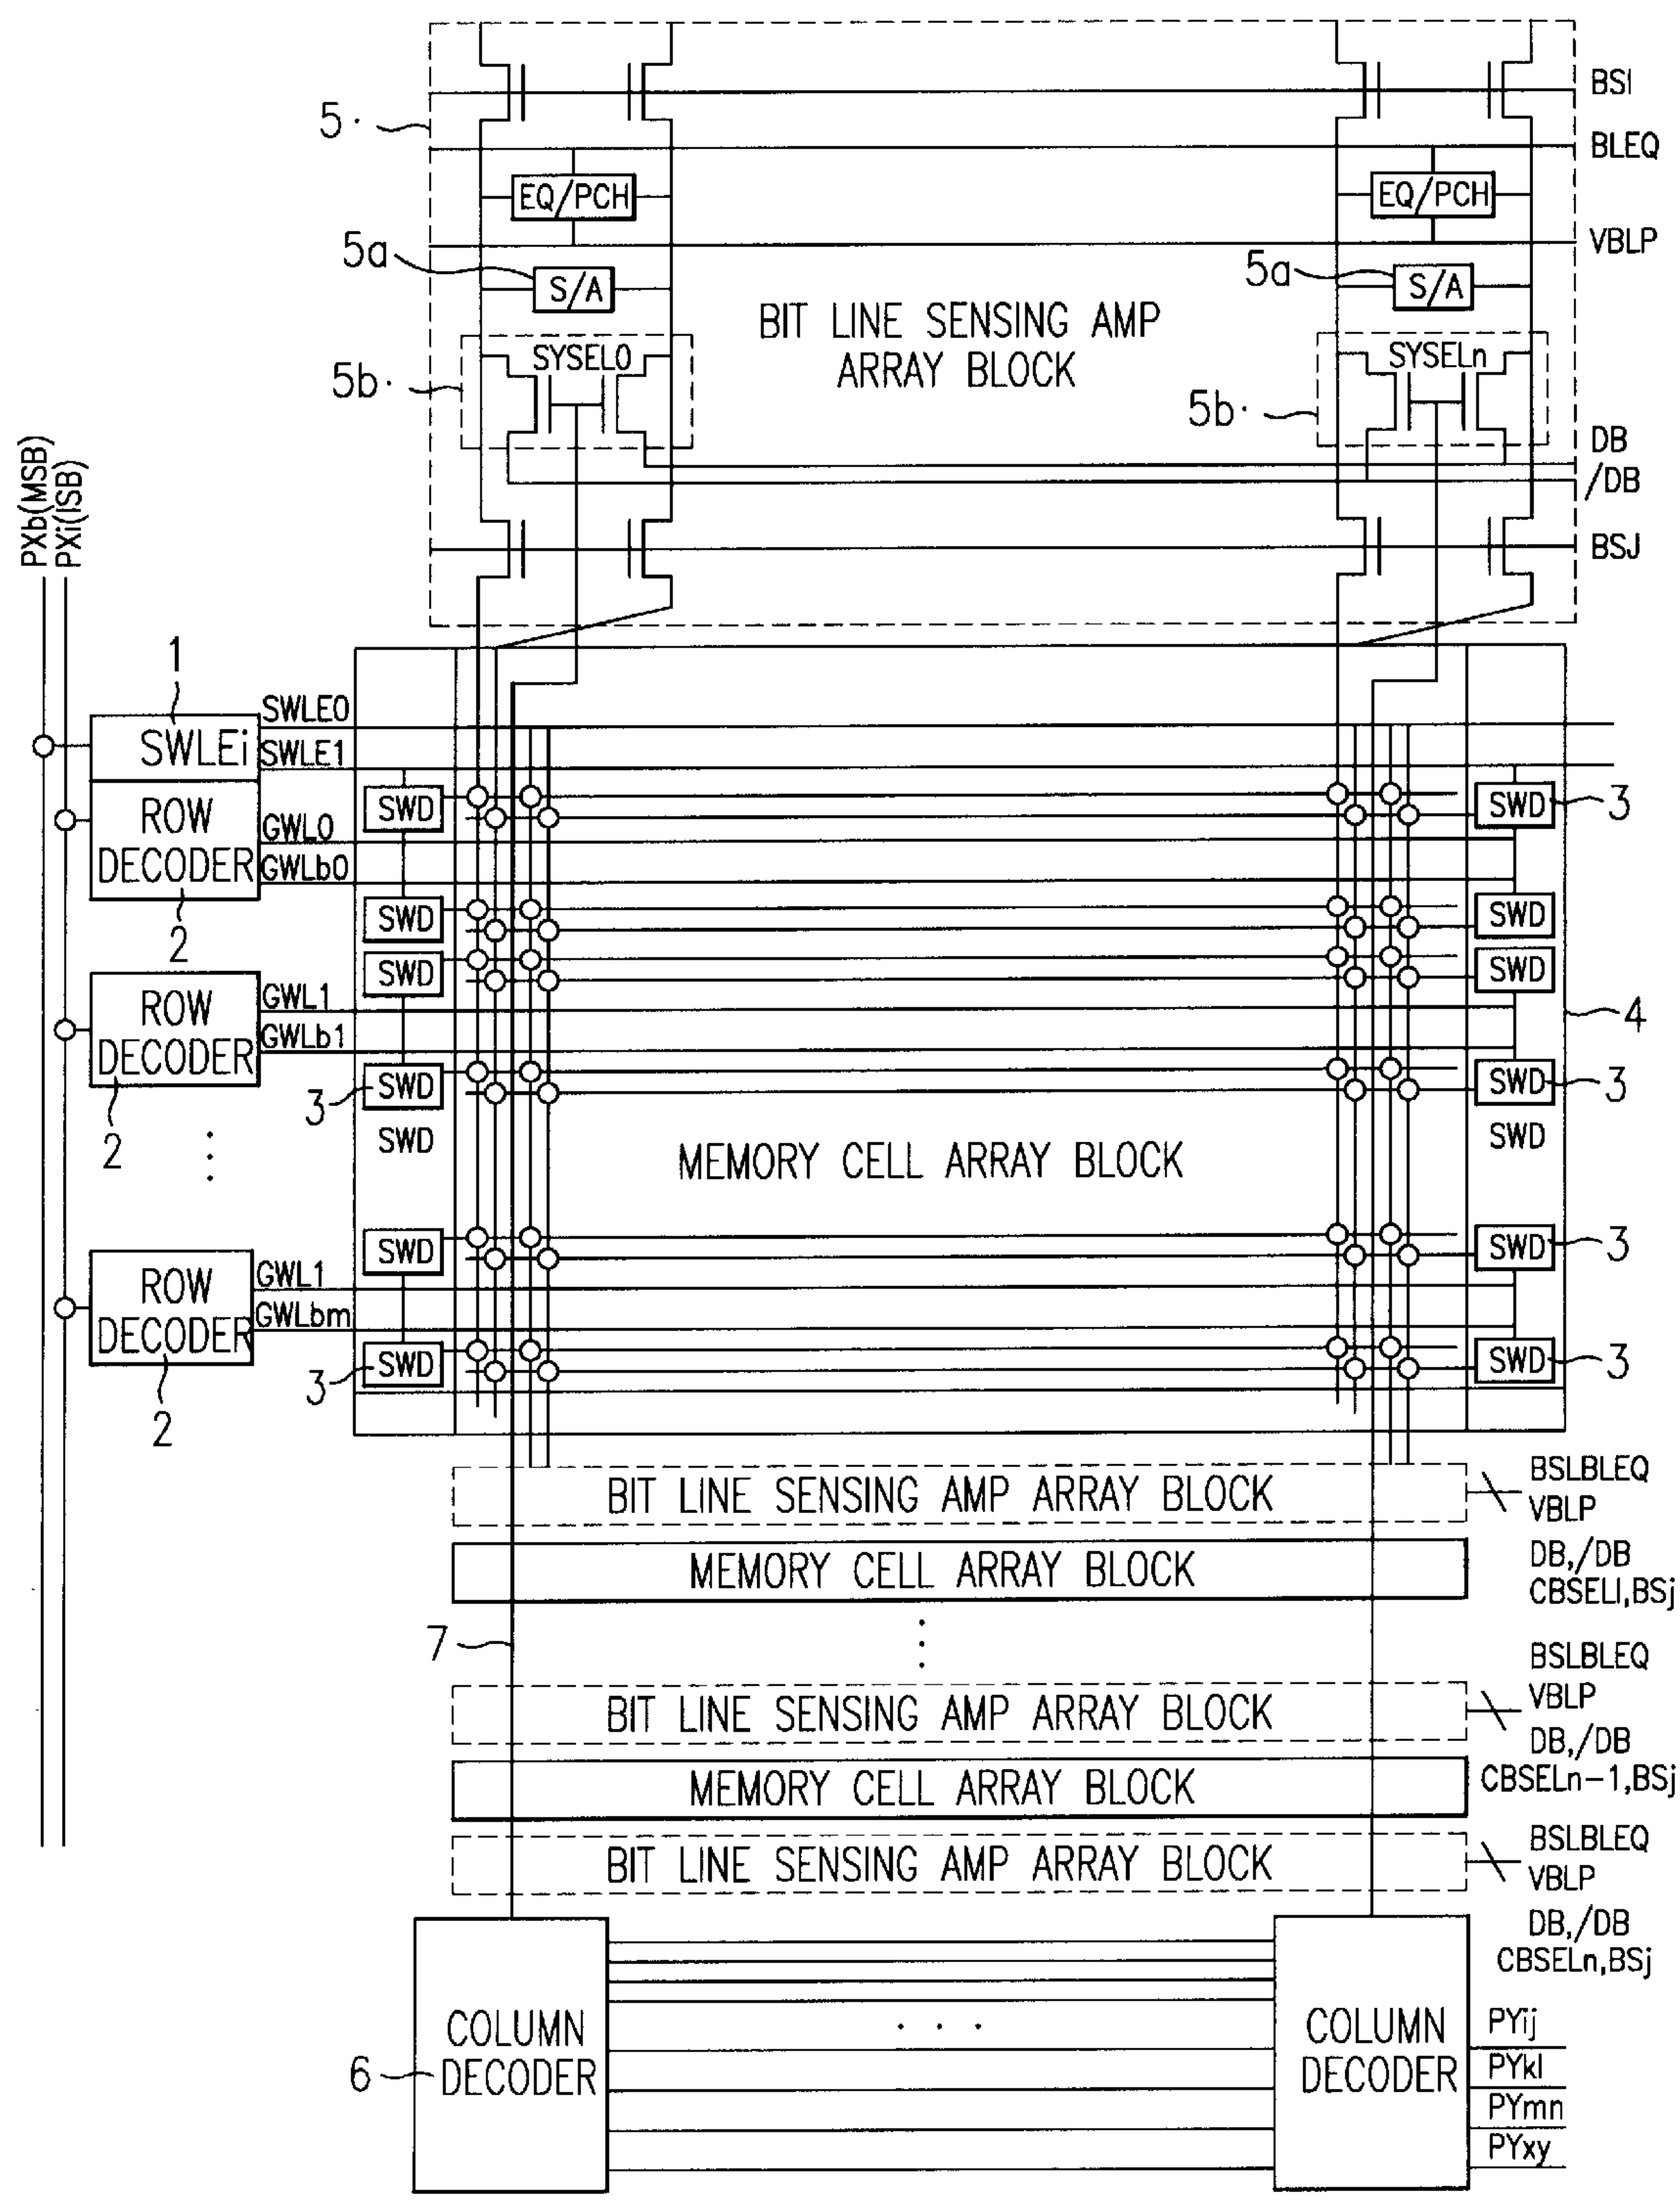 BSI
5
BLEQ
EQ/PCH
EQ/PCH
VBLP
5a
S/A
5a
S/A
BIT LINE SENSING AMP
ARRAY BLOCK
SYSEL0
SYSELn
5b
5b
DB
/DB
PXb(MSB)
PXi(ISB)
BSJ
1
SWLE0
SWLEi
SWLE1
ROW
DECODER
2
GWL0
GWLb0
SWD
SWD
3
SWD
SWD
SWD
SWD
ROW
DECODER
2
GWL1
GWLb1
4
3
SWD
SWD
3
SWD
SWD
MEMORY CELL ARRAY BLOCK
SWD
SWD
3
ROW
DECODER
2
GWL1
GWLbm
3
SWD
SWD
3
BIT LINE SENSING AMP ARRAY BLOCK
BSLBLEQ
VBLP
MEMORY CELL ARRAY BLOCK
DB,/DB
CBSELI,BSj
7
BSLBLEQ
BIT LINE SENSING AMP ARRAY BLOCK
VBLP
DB,/DB
MEMORY CELL ARRAY BLOCK
CBSELn-1,BSj
BIT LINE SENSING AMP ARRAY BLOCK
BSLBLEQ
VBLP
DB,/DB
CBSELn,BSj
COLUMN
DECODER
6
COLUMN
DECODER
PYij
PYkl
PYmn
PYxy